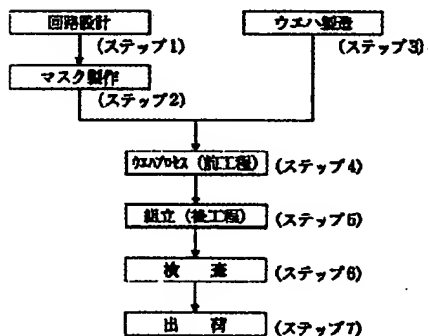 回路設計
ウエハ製造
(ステップ1)
(ステップ3)
マスク製作
(ステップ2)
ウエハプロセス (前工程)
(ステップ4)
組立 (後工程)
(ステップ5)
検 査
(ステップ6)
出 荷
(ステップ7)